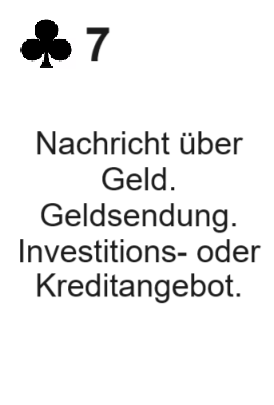 ♣ 7
Nachricht über
Geld.
Geldsendung.
Investitions- oder
Kreditangebot.